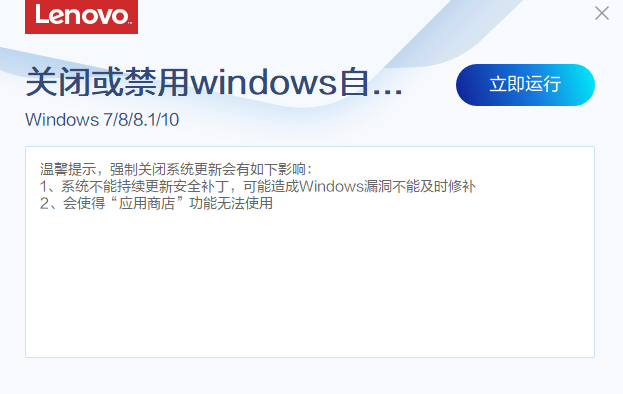 Lenovo
关闭或禁用windows自...
立即运行
Windows 7/8/8.1/10
温馨提示，强制关闭系统更新会有如下影响：
1、系统不能持续更新安全补丁，可能造成Windows漏洞不能及时修补
2、会使得“应用商店”功能无法使用